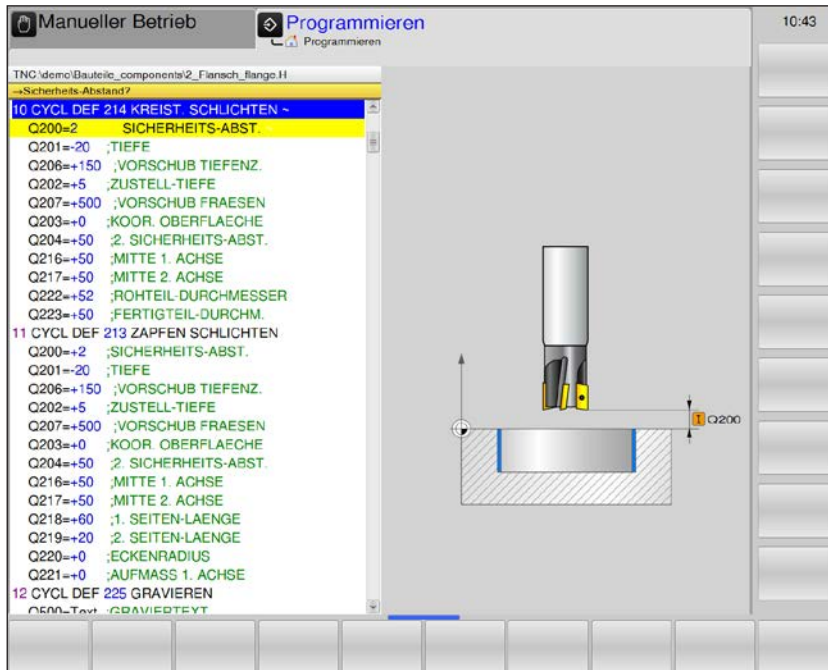 Manueller Betrieb
Programmieren
Programmieren
10:43
TNC:\demo\Bauteile_components\2_Flansch_flange.H
→Sicherheits-Abstand?
10 CYCL DEF 214 KREIST. SCHLICHTEN ~
Q200=2 SICHERHEITS-ABST. ~
Q201=-20 ;TIEFE
Q206=+150 ;VORSCHUB TIEFENZ.
Q202=+5 ;ZUSTELL-TIEFE
Q207=+500 ;VORSCHUB FRAESEN
Q203=+0 ;KOOR. OBERFLAECHE
Q204=+50 ;2. SICHERHEITS-ABST.
Q216=+50 ;MITTE 1. ACHSE
Q217=+50 ;MITTE 2. ACHSE
Q222=+52 ;ROHTEIL-DURCHMESSER
Q223=+50 ;FERTIGTEIL-DURCHM.
11 CYCL DEF 213 ZAPFEN SCHLICHTEN
Q200=+2 ;SICHERHEITS-ABST.
Q201=-20 ;TIEFE
Q206=+150 ;VORSCHUB TIEFENZ.
Q202=+5 ;ZUSTELL-TIEFE
Q207=+500 ;VORSCHUB FRAESEN
Q203=+0 ;KOOR. OBERFLAECHE
Q204=+50 ;2. SICHERHEITS-ABST.
Q216=+50 ;MITTE 1. ACHSE
Q217=+50 ;MITTE 2. ACHSE
Q218=+60 ;1. SEITEN-LAENGE
Q219=+20 ;2. SEITEN-LAENGE
Q220=+0 ;ECKENRADIUS
Q221=+0 ;AUFMASS 1. ACHSE
12 CYCL DEF 225 GRAVIEREN
Q500=Text ;GRAVIERTEXT
I Q200